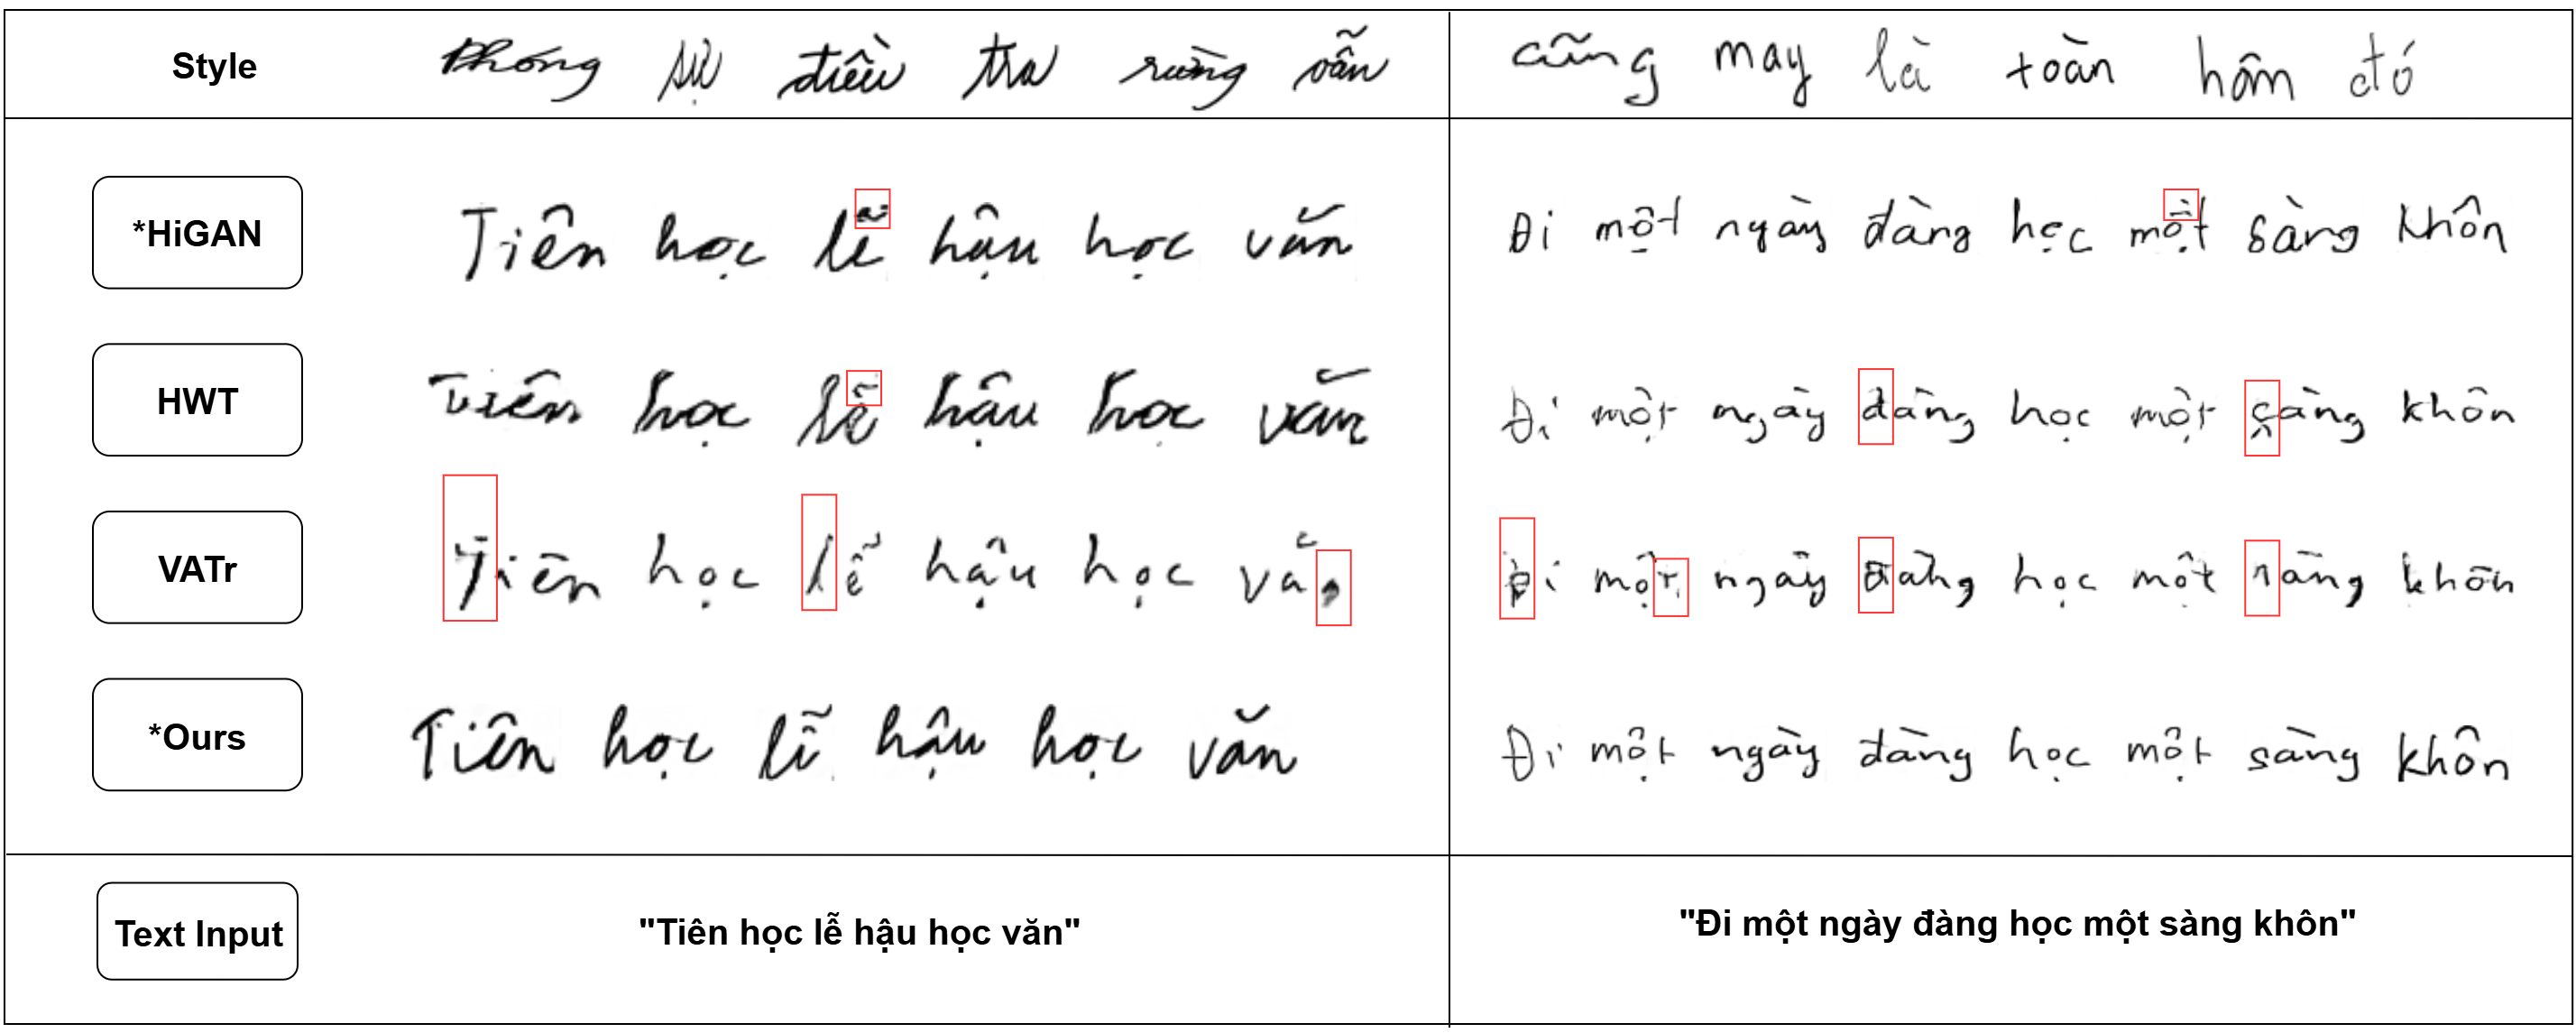 Style Phóng sự điều tra rừng vẫn cũng may là toàn hôm đó
*HiGAN Tiên học lễ hậu học văn Đi một ngày đàng học một sàng khôn
HWT Tiên học lễ hậu học văn Đi một ngày đàng học một sàng khôn
VATr Tiên học lễ hậu học vă Đi một ngày đàng học một sàng khôn
*Ours Tiên học lễ hậu học văn Đi một ngày đàng học một sàng khôn
Text Input "Tiên học lễ hậu học văn" "Đi một ngày đàng học một sàng khôn"